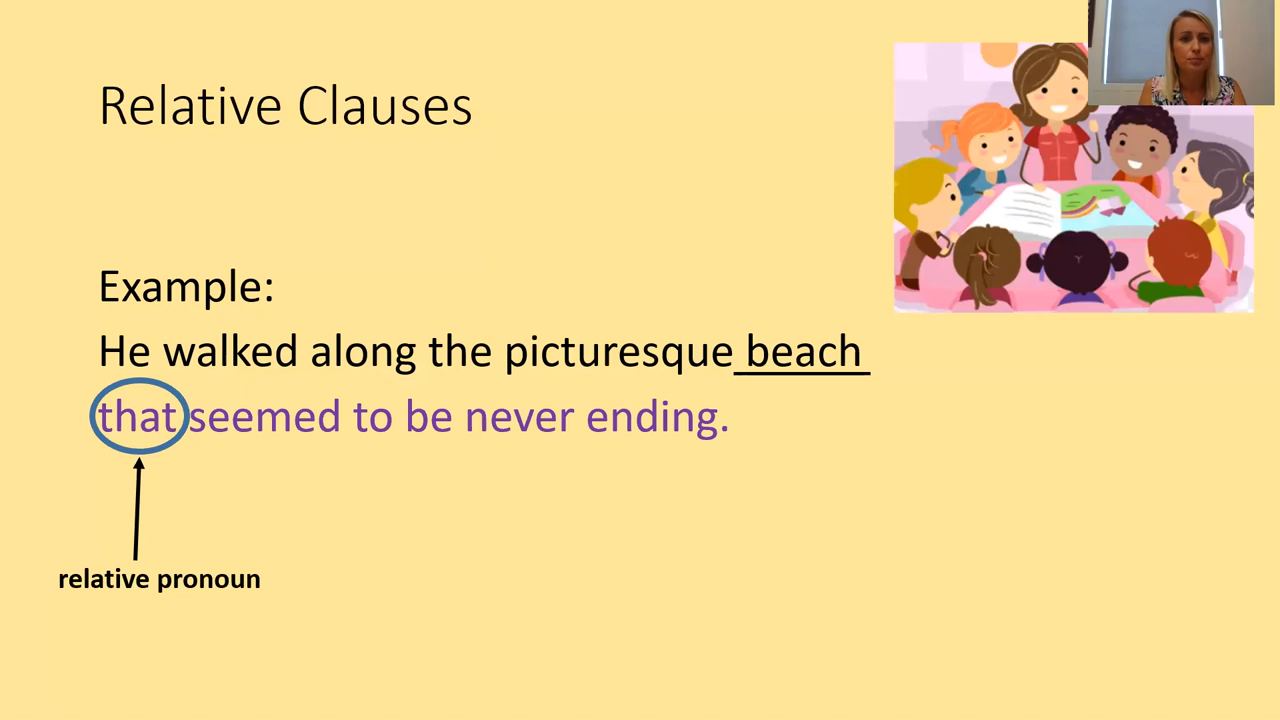 Relative Clauses
Example:
He walked along the picturesque beach
that seemed to be never ending.
relative pronoun